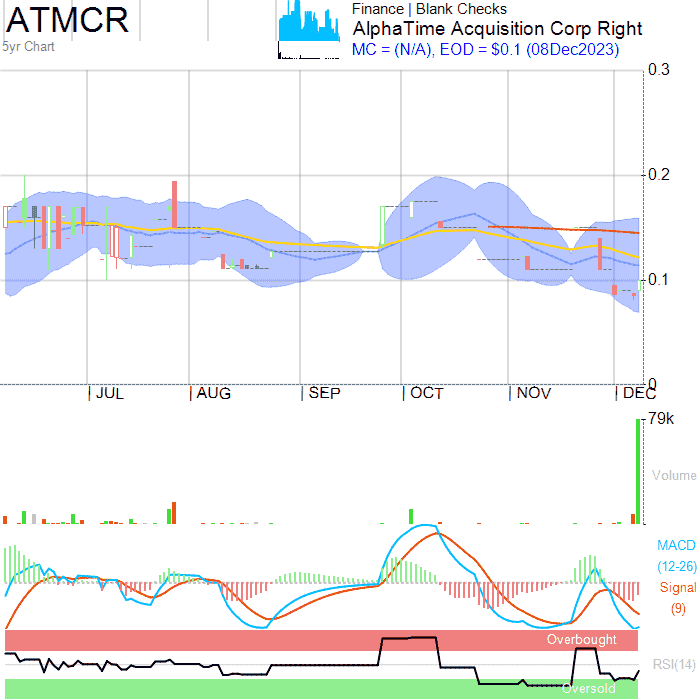 ATMCR
5yr Chart
Finance | Blank Checks
AlphaTime Acquisition Corp Right
MC = (N/A), EOD = $0.1 (08Dec2023)
0.3
0.2
0.1
0
JUL AUG SEP OCT NOV DEC
79k
Volume
MACD
(12-26)
Signal
(9)
Overbought
RSI(14)
Oversold